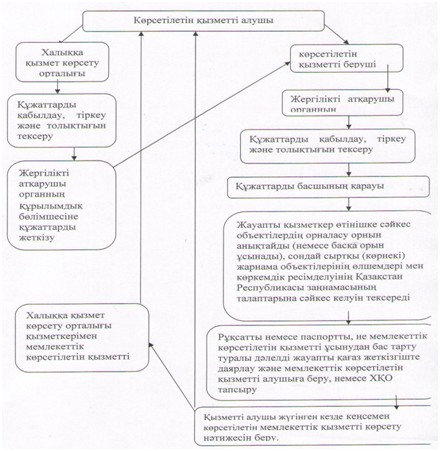 Көрсетілетін қызметті алушы
Халыққа
қызмет көрсету
орталығы
Құжаттарды
қабылдау, тіркеу
және толықтығын
тексеру
Жергілікті
атқарушы
органның
құрылымдық
бөлімшесіне
құжаттарды
жеткізу
Халыққа қызмет
көрсету орталығы
қызметкерімен
мемлекеттік
көрсетілетін қызметті
көрсетілетін
қызметті беруші
Жергілікті атқарушы
органның
Құжаттарды қабылдау, тіркеу
және толықтығын тексеру
Құжаттарды басшының қарауы
Жауапты қызметкер өтінішке сәйкес
объектілердің орналасу орнын
анықтайды (немесе басқа орын
ұсынады), сондай сыртқы (көрнекі)
жарнама объектілерінің өлшемдері мен
көркемдік ресімделуінің Қазақстан
Республикасы заңнамасының
талаптарына сәйкес келуін тексереді
Рұқсатты немесе паспортты, не мемлекеттік
көрсетілетін қызметті ұсынудан бас тарту
туралы дәлелді жауапты қағаз жеткізгіште
даярлау және мемлекеттік көрсетілетін
қызметті алушыға беру, немесе ХҚО
тапсыру
Қызметті алушы жүгінген кезде кеңсемен
көрсетілетін мемлекеттік қызметті көрсету
нәтижесін беру.